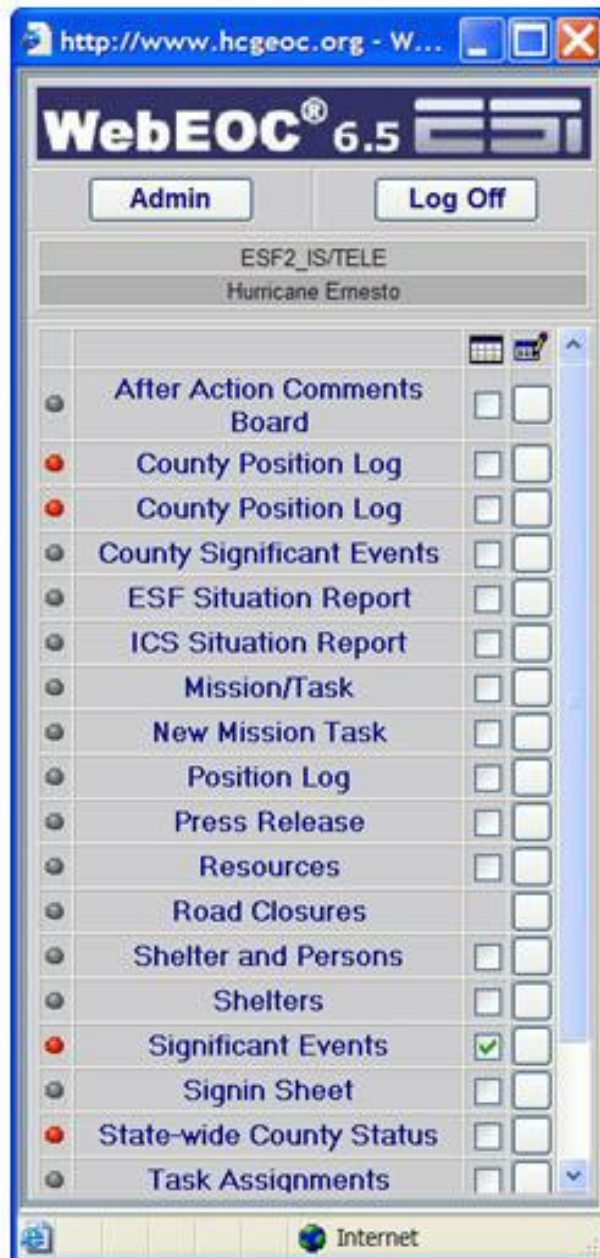 http://www.hcgeoc.org - W...
WebEOC® 6.5 ESi
Admin Log Off
ESF2_IS/TELE
Hurricane Ernesto
After Action Comments
Board
County Position Log
County Position Log
County Significant Events
ESF Situation Report
ICS Situation Report
Mission/Task
New Mission Task
Position Log
Press Release
Resources
Road Closures
Shelter and Persons
Shelters
Significant Events
Signin Sheet
State-wide County Status
Task Assignments
Internet